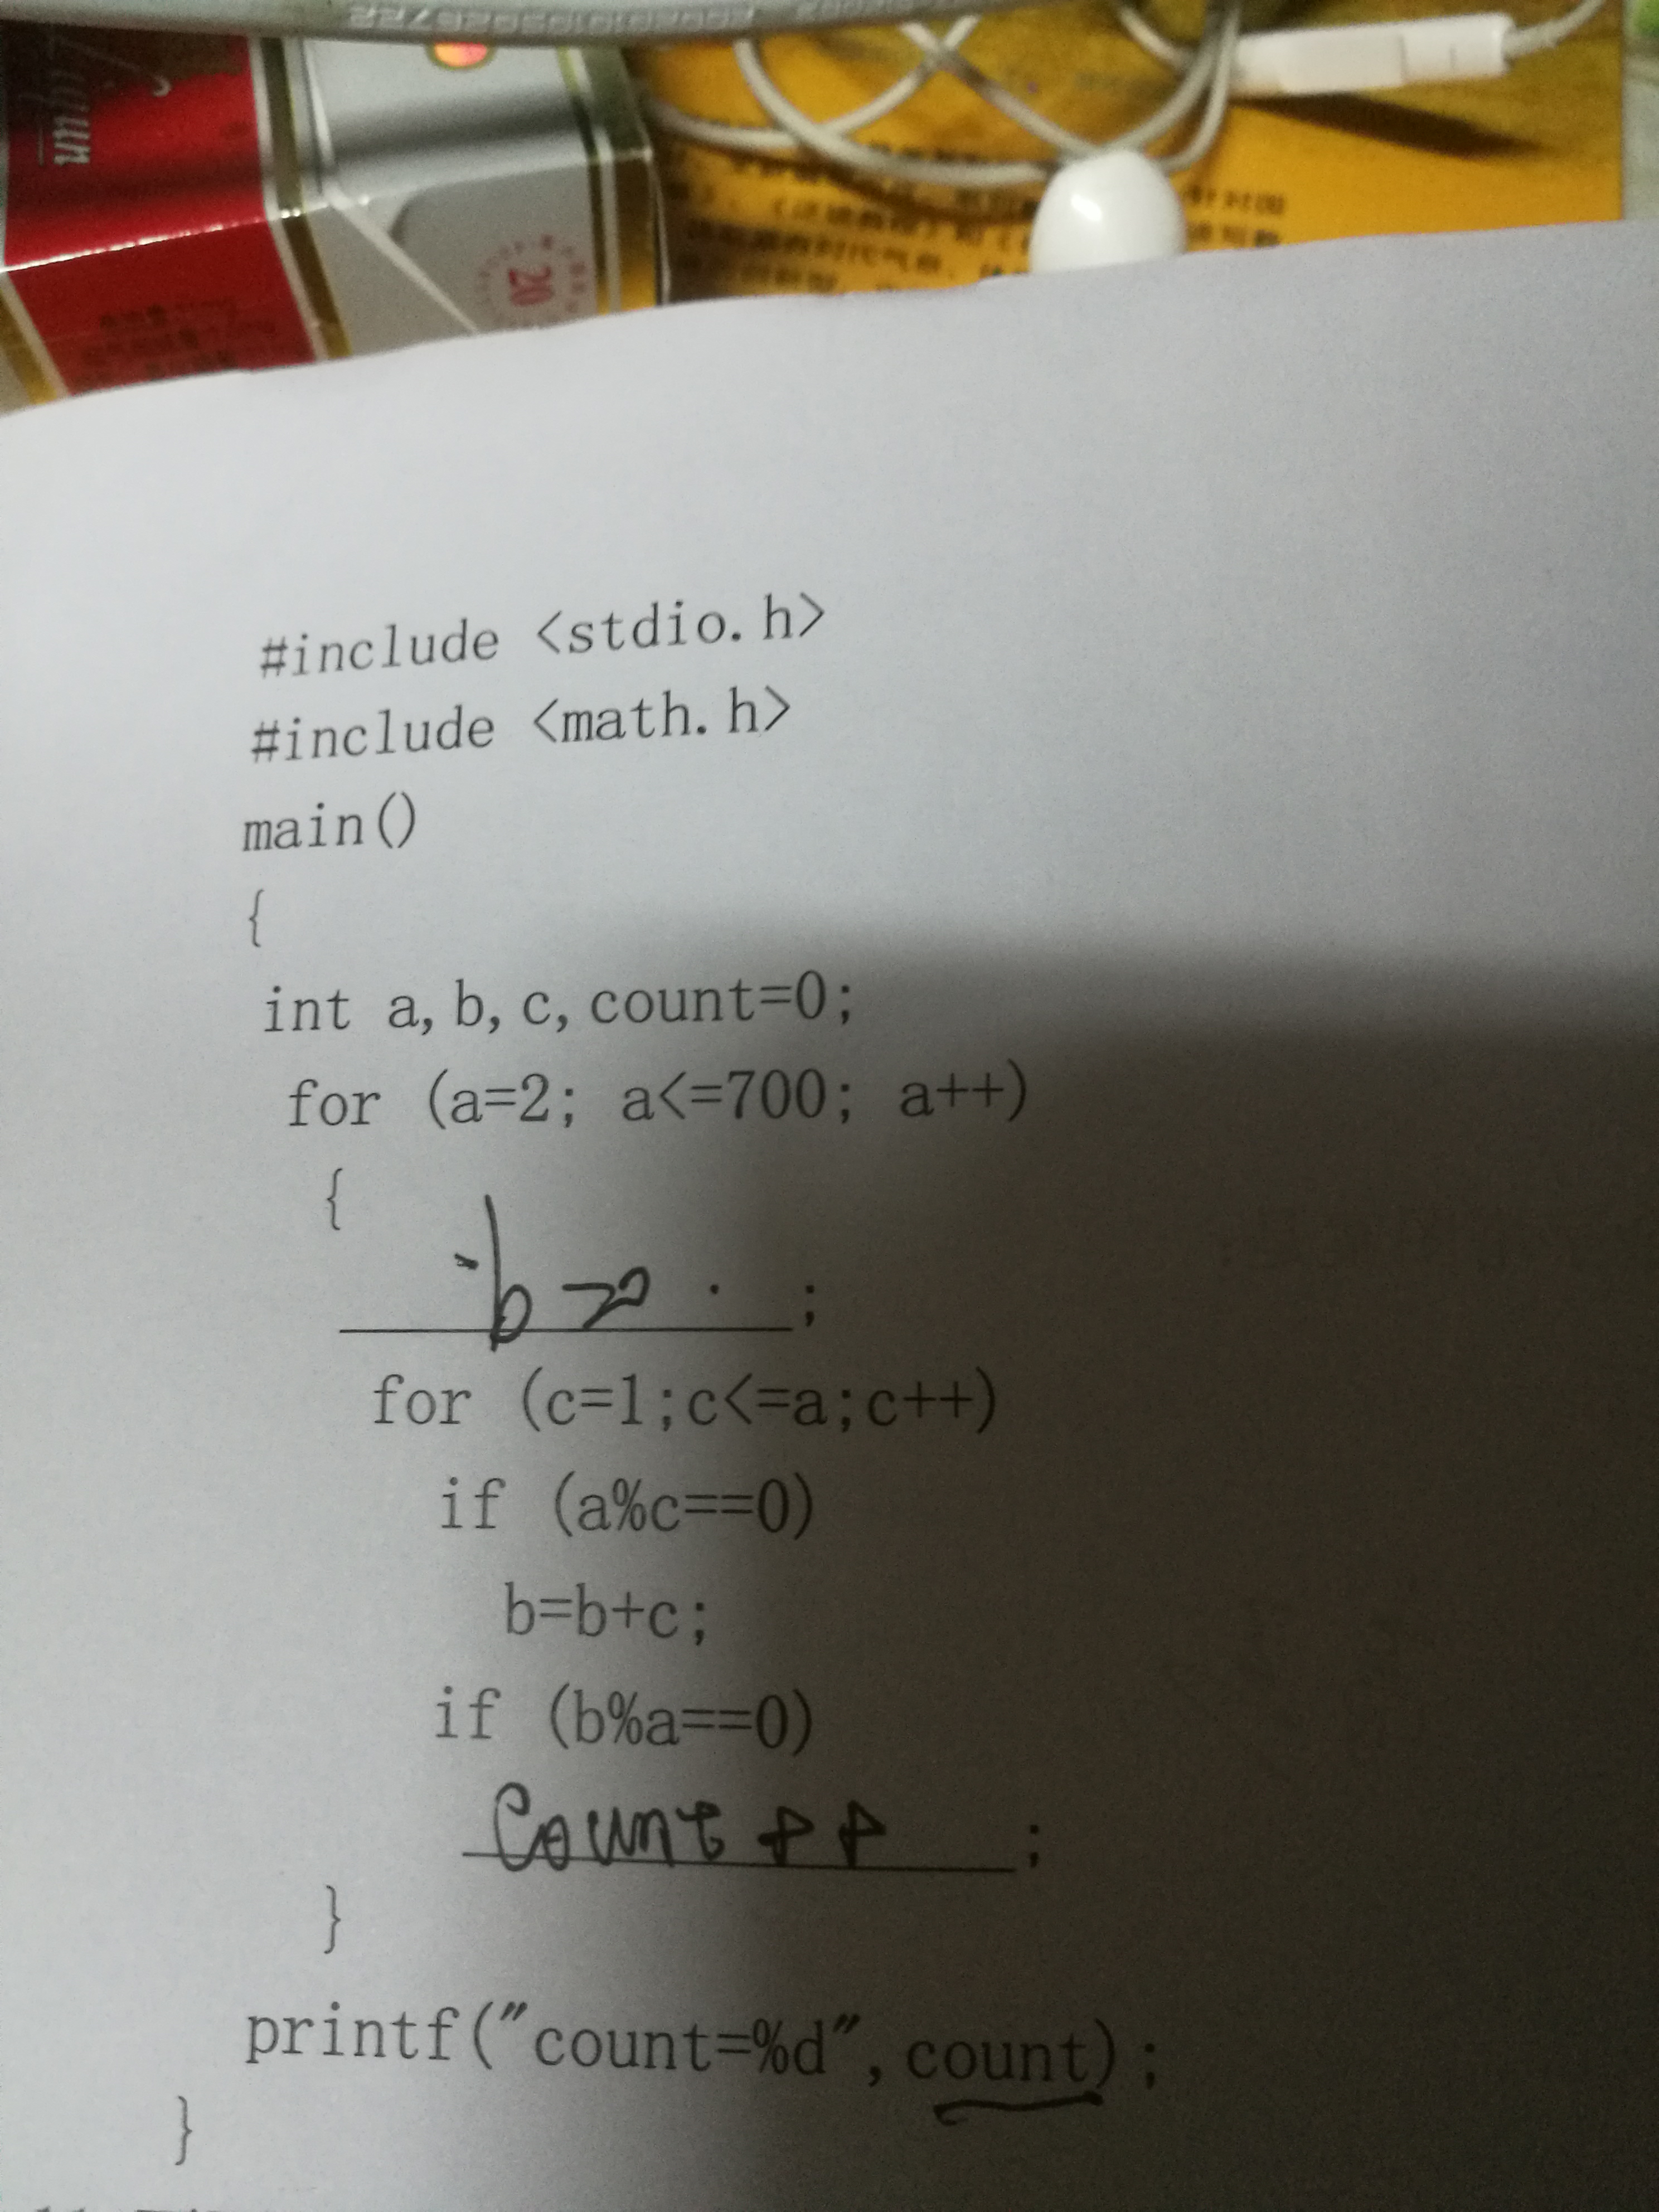 20
#include <stdio.h>
#include <math.h>
main()
{
int a,b,c,count=0;
for (a=2; a<=700; a++)
{
b=0;
for (c=1;c<=a;c++)
if (a%c==0)
b=b+c;
if (b%a==0)
Count++;
}
printf("count=%d",count);
}